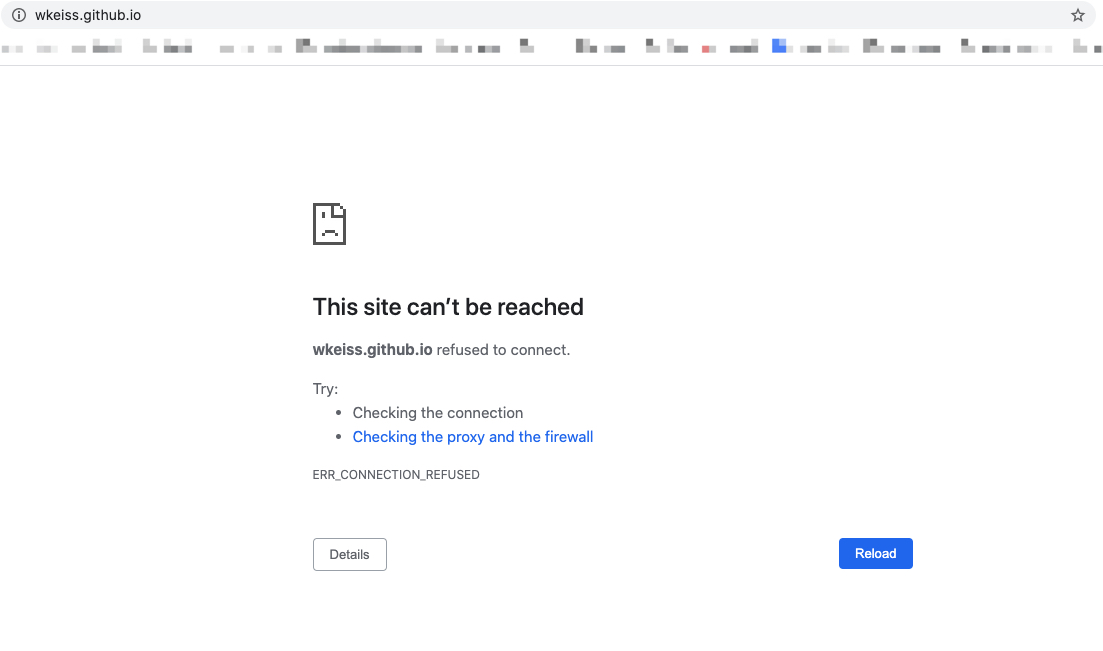 wkeiss.github.io
This site can’t be reached
wkeiss.github.io refused to connect.
Try:
• Checking the connection
• Checking the proxy and the firewall
ERR_CONNECTION_REFUSED
Details
Reload